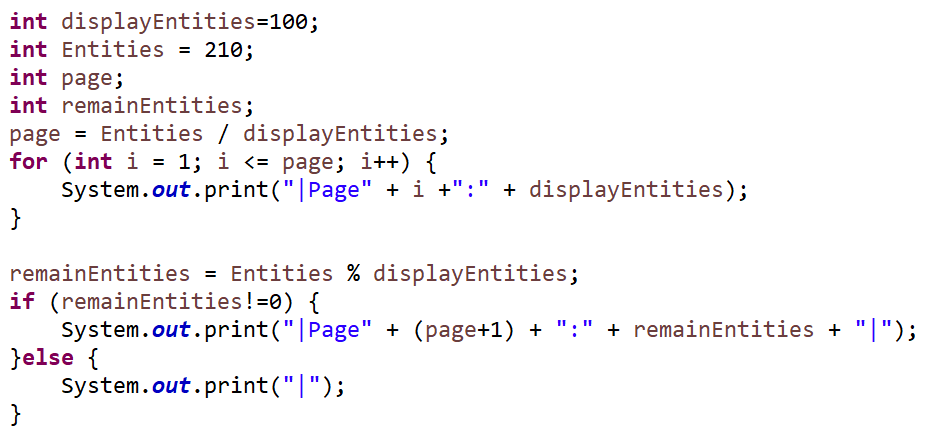 int displayEntities=100;
int Entities = 210;
int page;
int remainEntities;
page = Entities / displayEntities;
for (int i = 1; i <= page; i++) {
    System.out.print("|Page" + i +":" + displayEntities);
}

remainEntities = Entities % displayEntities;
if (remainEntities!=0) {
    System.out.print("|Page" + (page+1) + ":" + remainEntities + "|");
}else {
    System.out.print("|");
}